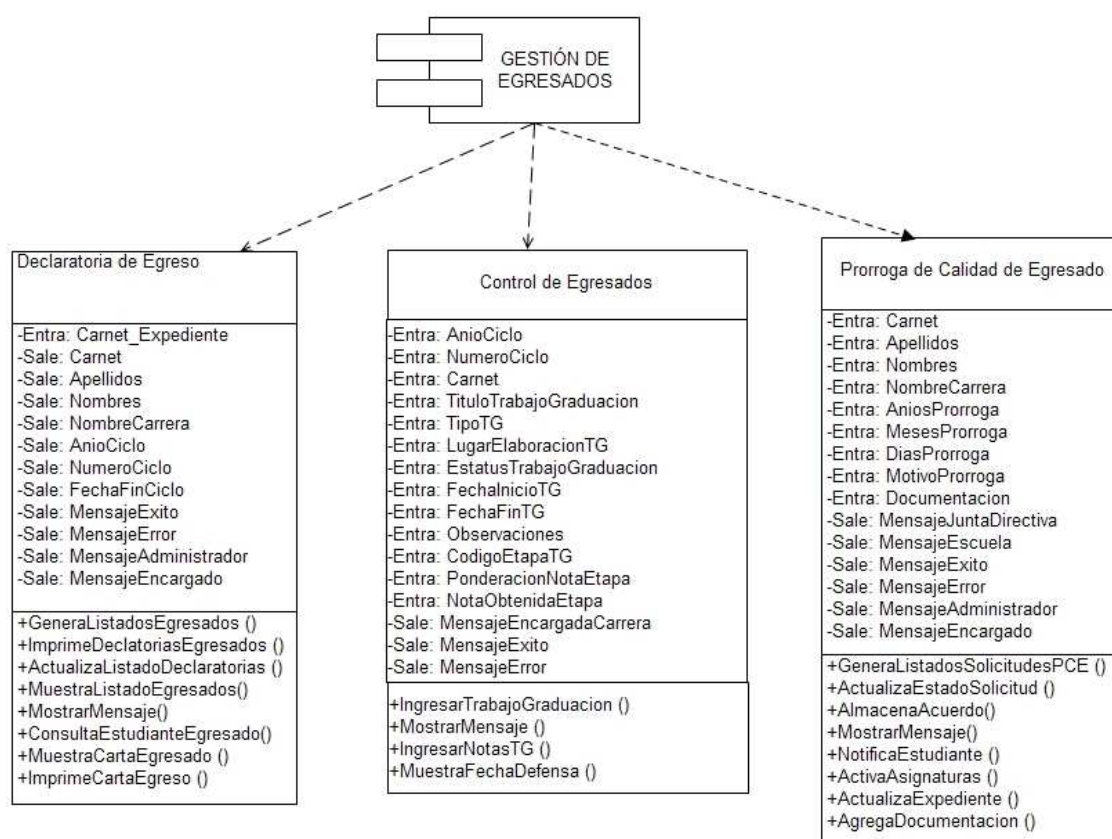 GESTIÓN DE
EGRESADOS
Declaratoria de Egreso
-Entra: Carnet_Expediente
-Sale: Carnet
-Sale: Apellidos
-Sale: Nombres
-Sale: NombreCarrera
-Sale: AnioCiclo
-Sale: NumeroCiclo
-Sale: FechaFinCiclo
-Sale: MensajeExito
-Sale: MensajeError
-Sale: MensajeAdministrador
-Sale: MensajeEncargado
+GeneraListadosEgresados ()
+ImprimeDeclatoriasEgresados ()
+ActualizaListadoDeclaratorias ()
+MuestraListadoEgresados()
+MostrarMensaje()
+ConsultaEstudianteEgresado()
+MuestraCartaEgresado ()
+ImprimeCartaEgreso ()
Control de Egresados
-Entra: AnioCiclo
-Entra: NumeroCiclo
-Entra: Carnet
-Entra: TituloTrabajoGraduacion
-Entra: TipoTG
-Entra: LugarElaboracionTG
-Entra: EstatusTrabajoGraduacion
-Entra: FechaInicioTG
-Entra: FechaFinTG
-Entra: Observaciones
-Entra: CodigoEtapaTG
-Entra: PonderacionNotaEtapa
-Entra: NotaObtenidaEtapa
-Sale: MensajeEncargadaCarrera
-Sale: MensajeExito
-Sale: MensajeError
+IngresarTrabajoGraduacion ()
+MostrarMensaje ()
+IngresarNotasTG ()
+MuestraFechaDefensa ()
Prorroga de Calidad de Egresado
-Entra: Carnet
-Entra: Apellidos
-Entra: Nombres
-Entra: NombreCarrera
-Entra: AniosProrroga
-Entra: MesesProrroga
-Entra: DiasProrroga
-Entra: MotivoProrroga
-Entra: Documentacion
-Sale: MensajeJuntaDirectiva
-Sale: MensajeEscuela
-Sale: MensajeExito
-Sale: MensajeError
-Sale: MensajeAdministrador
-Sale: MensajeEncargado
+GeneraListadosSolicitudesPCE ()
+ActualizaEstadoSolicitud ()
+AlmacenaAcuerdo()
+MostrarMensaje()
+NotificaEstudiante ()
+ActivaAsignaturas ()
+ActualizaExpediente ()
+AgregaDocumentacion ()